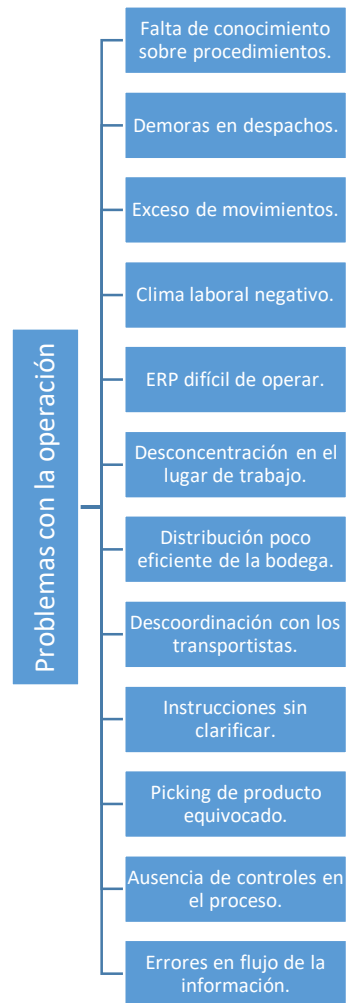 Problemas con la operación
Falta de conocimiento
sobre procedimientos.
Demoras en despachos.
Exceso de movimientos.
Clima laboral negativo.
ERP difícil de operar.
Desconcentración en el
lugar de trabajo.
Distribución poco
eficiente de la bodega.
Descoordinación con los
transportistas.
Instrucciones sin
clarificar.
Picking de producto
equivocado.
Ausencia de controles en
el proceso.
Errores en flujo de la
información.